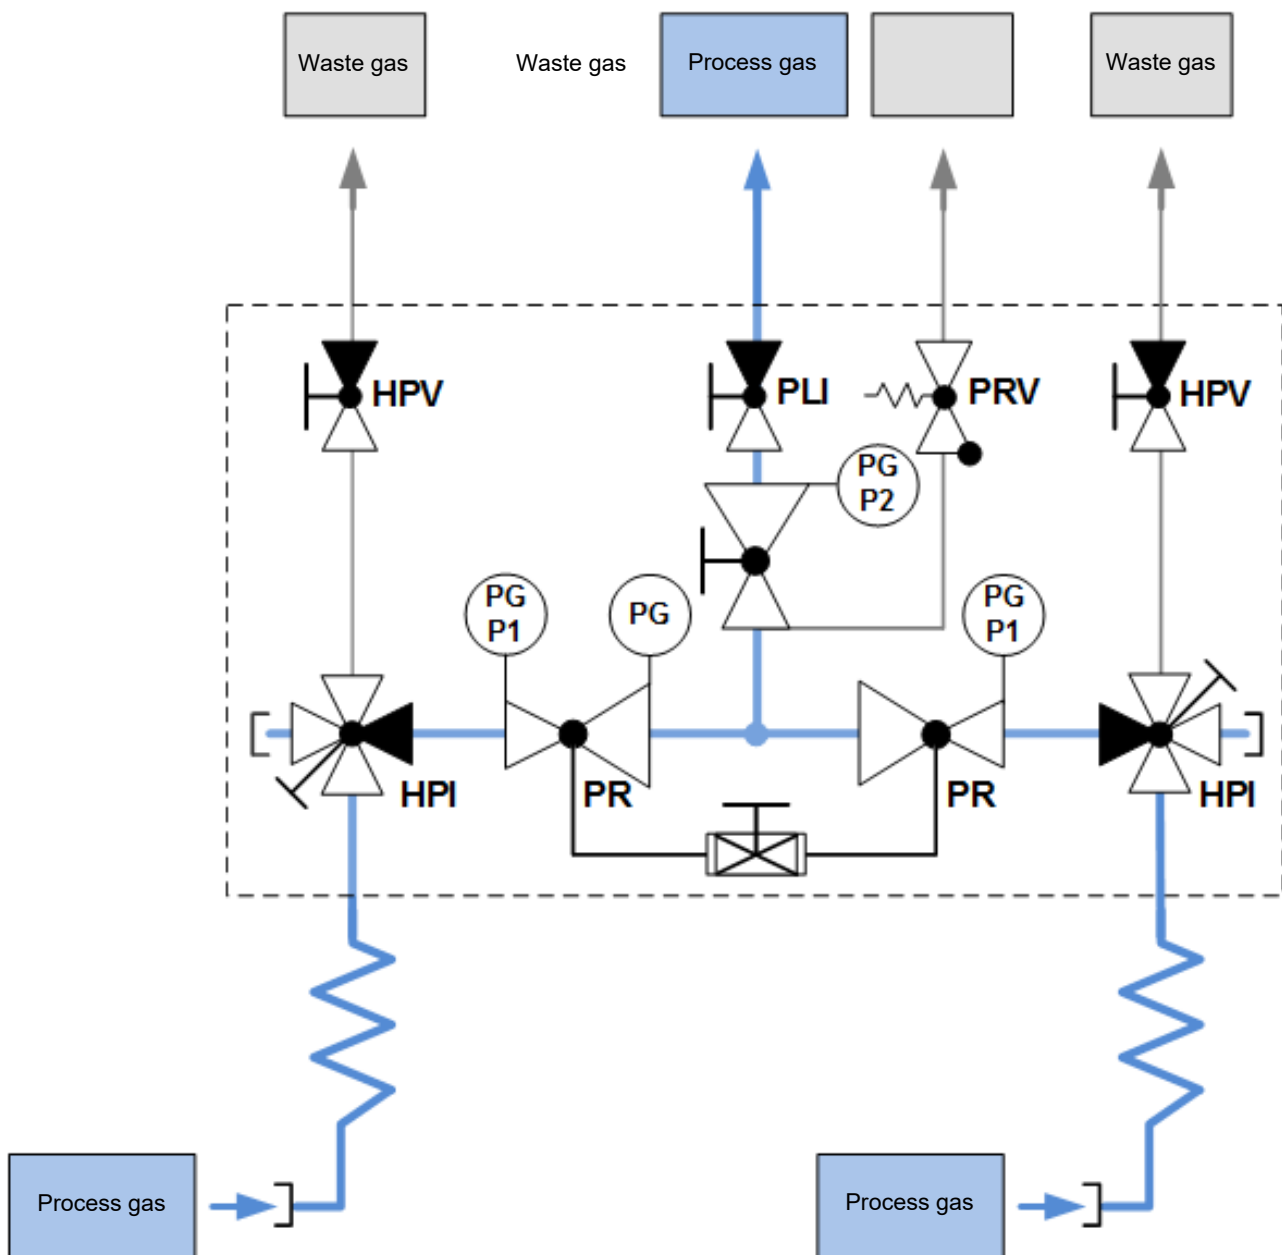 Waste gas
Waste gas
Process gas
Waste gas
HPV
PLI
PRV
HPV
PG
P2
PG
P1
PG
PG
P1
HPI
PR
PR
HPI
Process gas
Process gas